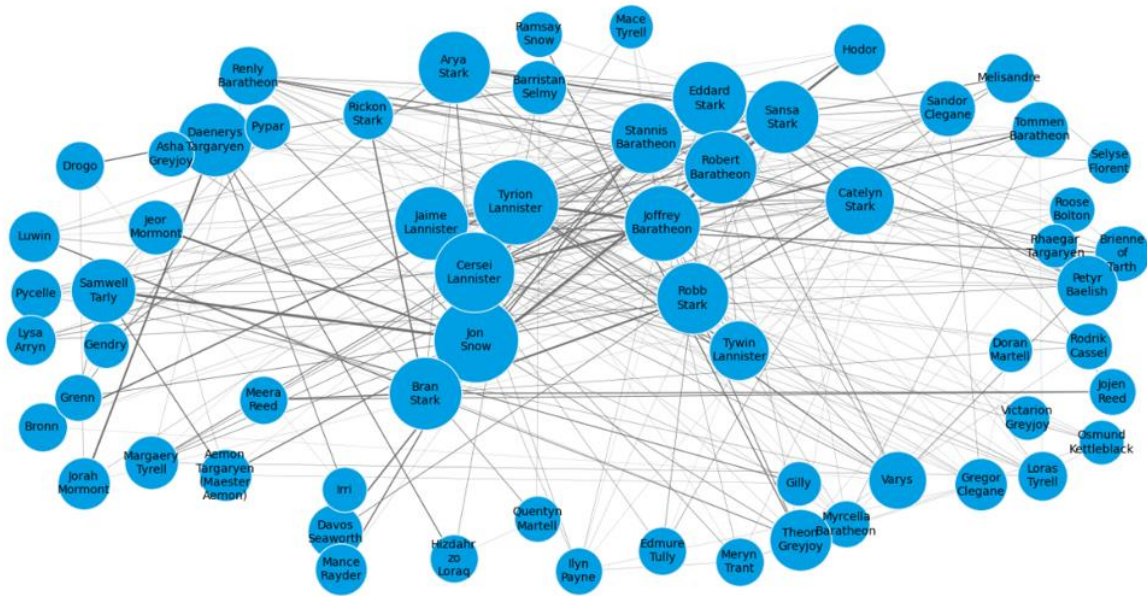 Mace
Tyrell
Ramsay
Snow
Hodor
Arya
Stark
Renly
Baratheon
Barristan
Selmy
Melisandre
Eddard
Stark
Sansa
Stark
Sandor
Clegane
Rickon
Stark
Pypar
Tommen
Baratheon
Daenerys
Targaryen
Stannis
Baratheon
Asha
Greyjoy
Drogo
Robert
Baratheon
Selyse
Florent
Tyrion
Lannister
Catelyn
Stark
Roose
Bolton
Jaime
Lannister
Joffrey
Baratheon
Jeor
Mormont
Luwin
Rhaegar
Targaryen
Brienne
of
Tarth
Cersei
Lannister
Samwell
Tarly
Pycelle
Petyr
Baelish
Robb
Stark
Lysa
Arryn
Gendry
Jon
Snow
Tywin
Lannister
Doran
Martell
Rodrik
Cassel
Bran
Stark
Grenn
Meera
Reed
Jojen
Reed
Bronn
Victarion
Greyjoy
Osmund
Kettleblack
Margaery
Tyrell
Aemon
Targaryen
(Maester
Aemon)
Jorah
Mormont
Irri
Gilly
Varys
Gregor
Clegane
Loras
Tyrell
Davos
Seaworth
Quentyn
Martell
Myrcella
Baratheon
Theon
Greyjoy
Mance
Rayder
Hizdahr
zo
Loraq
Ilyn
Payne
Edmure
Tully
Meryn
Trant